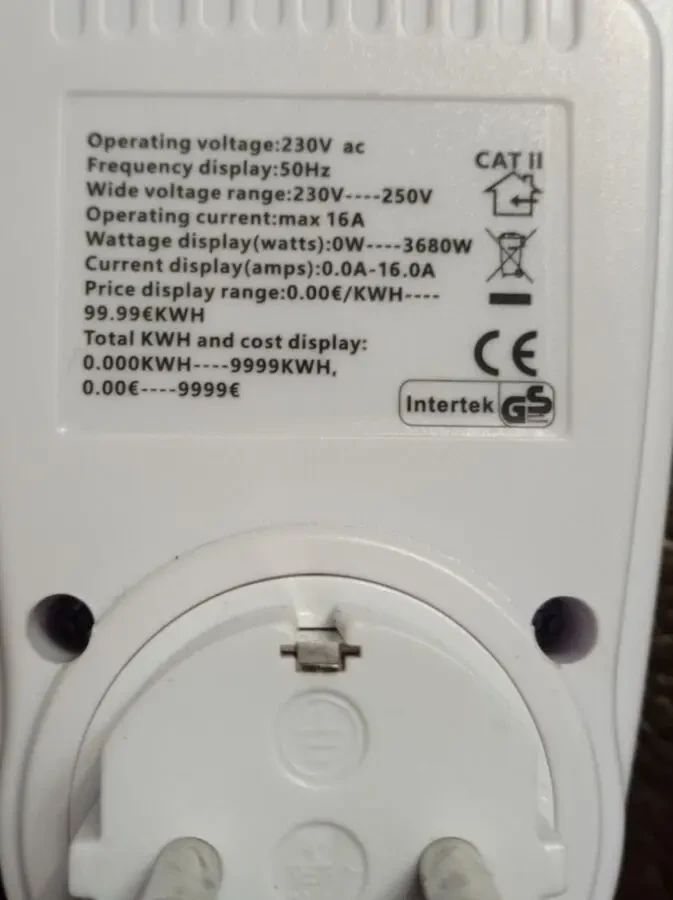 Operating voltage:230V ac
Frequency display:50Hz
Wide voltage range:230V----250V
Operating current:max 16A
Wattage display(watts):0W----3680W
Current display(amps):0.0A-16.0A
Price display range:0.00€/KWH----
99.99€KWH
Total KWH and cost display:
0.000KWH----9999KWH,
0.00€----9999€
CAT II
CE
Intertek GS